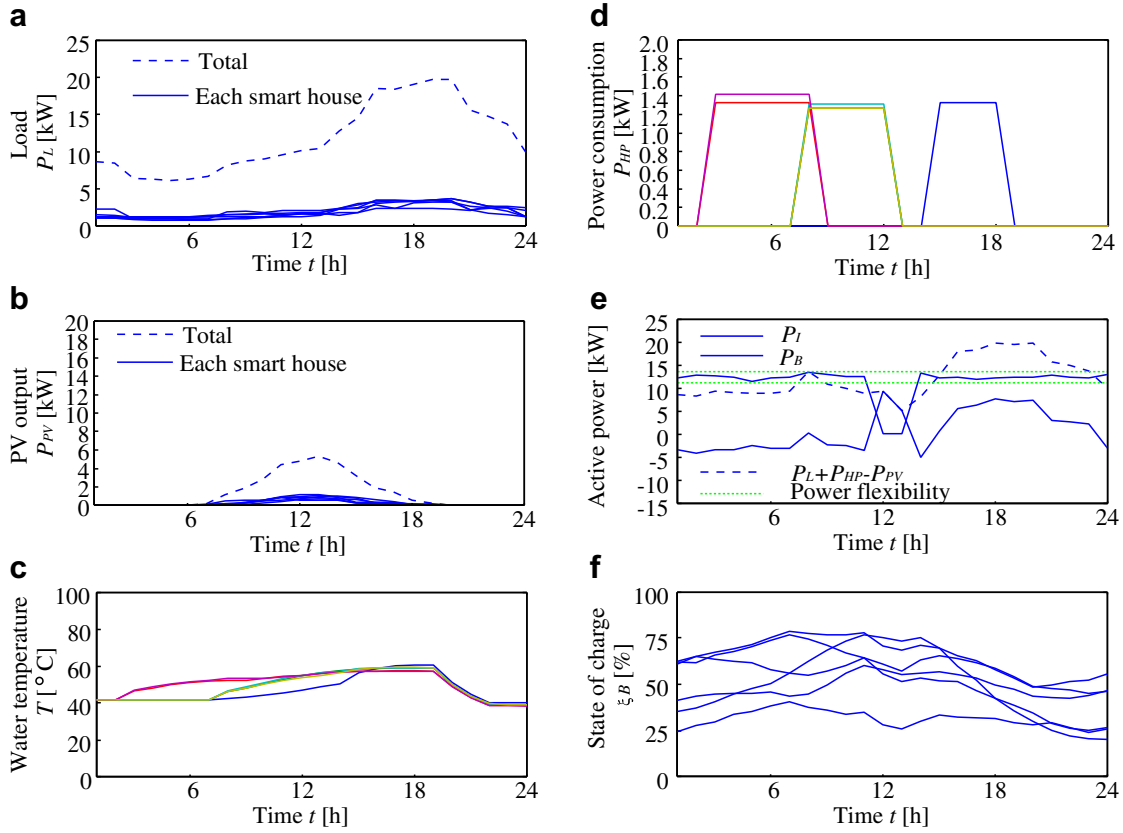 a
25
20
15
10
5
0
6
12
18
24
Total
Each smart house
Load
P_L [kW]
Time t [h]
b
20
18
16
14
12
10
8
6
4
2
0
6
12
18
24
Total
Each smart house
PV output
P_PV [kW]
Time t [h]
c
100
80
60
40
20
0
6
12
18
24
Water temperature
T [°C]
Time t [h]
d
2.0
1.8
1.6
1.4
1.2
1.0
0.8
0.6
0.4
0.2
0
6
12
18
24
Power consumption
P_HP [kW]
Time t [h]
e
25
20
15
10
5
0
-5
-10
-15
6
12
18
24
P_I
P_B
P_L+P_HP-P_PV
Power flexibility
Active power [kW]
Time t [h]
f
100
75
50
25
0
6
12
18
24
State of charge
ξ_B [%]
Time t [h]